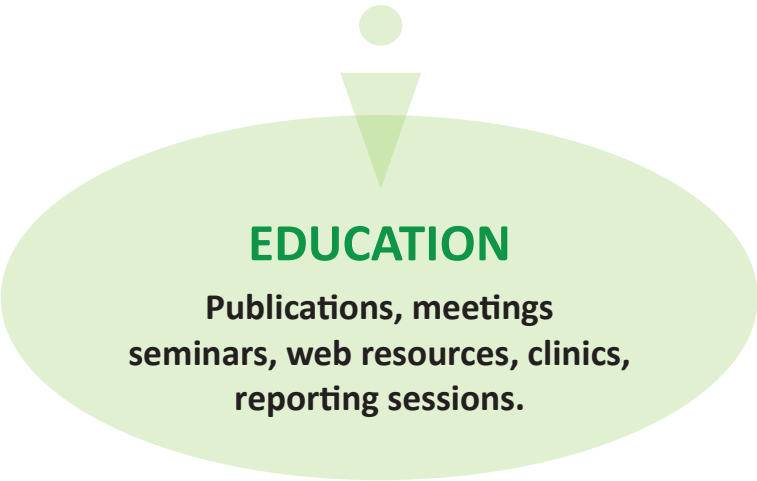 EDUCATION
Publications, meetings
seminars, web resources, clinics,
reporting sessions.